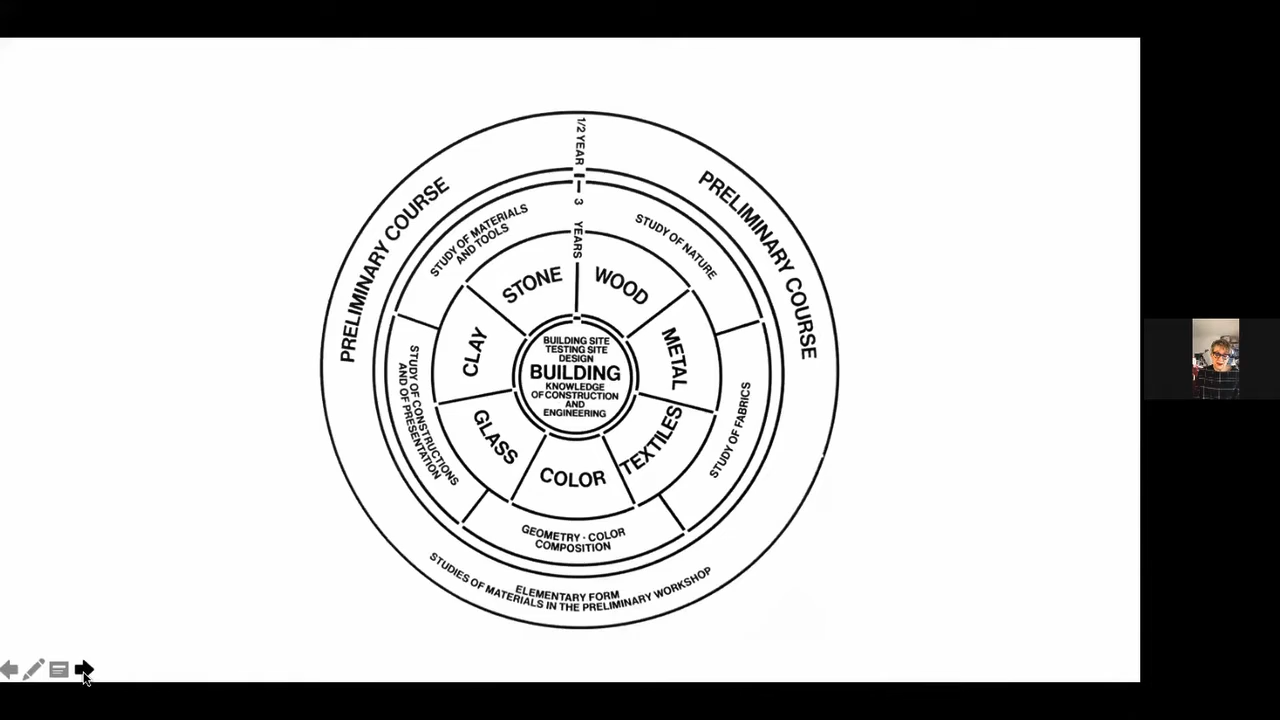 1/2 YEAR
PRELIMINARY COURSE
PRELIMINARY COURSE
3 YEARS
STUDY OF MATERIALS
AND TOOLS
STUDY OF NATURE
STONE
WOOD
CLAY
METAL
BUILDING SITE
TESTING SITE
DESIGN
BUILDING
KNOWLEDGE
OF CONSTRUCTION
AND
ENGINEERING
STUDY OF CONSTRUCTIONS
AND OF PRESENTATION
STUDY OF FABRICS
GLASS
TEXTILES
COLOR
GEOMETRY · COLOR
COMPOSITION
ELEMENTARY FORM
STUDIES OF MATERIALS IN THE PRELIMINARY WORKSHOP